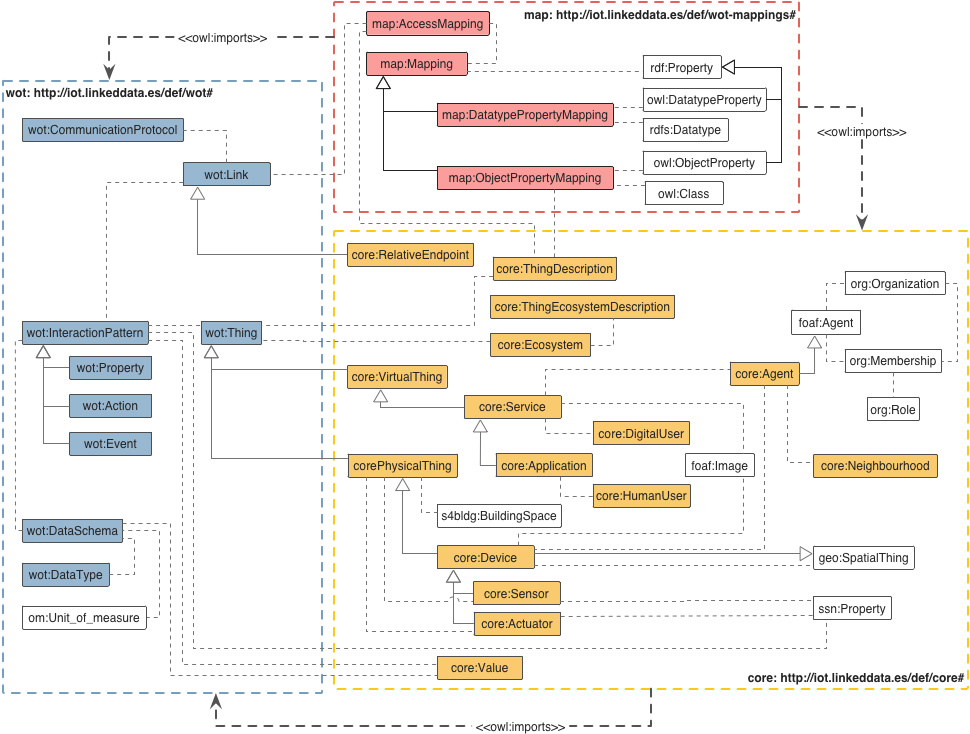 map: http://iot.linkeddata.es/def/wot-mappings#
map:AccessMapping
<<owl:imports>>
map:Mapping
rdf:Property
wot: http://iot.linkeddata.es/def/wot#
owl:DatatypeProperty
map:DatatypePropertyMapping
rdfs:Datatype
wot:CommunicationProtocol
<<owl:imports>>
owl:ObjectProperty
wot:Link
map:ObjectPropertyMapping
owl:Class
core:RelativeEndpoint
core:ThingDescription
org:Organization
core:ThingEcosystemDescription
foaf:Agent
wot:InteractionPattern
wot:Thing
core:Ecosystem
org:Membership
wot:Property
core:VirtualThing
core:Agent
wot:Action
core:Service
org:Role
core:DigitalUser
wot:Event
corePhysicalThing
core:Application
foaf:Image
core:Neighbourhood
core:HumanUser
s4bldg:BuildingSpace
wot:DataSchema
core:Device
geo:SpatialThing
wot:DataType
core:Sensor
ssn:Property
om:Unit_of_measure
core:Actuator
core:Value
core: http://iot.linkeddata.es/def/core#
<<owl:imports>>